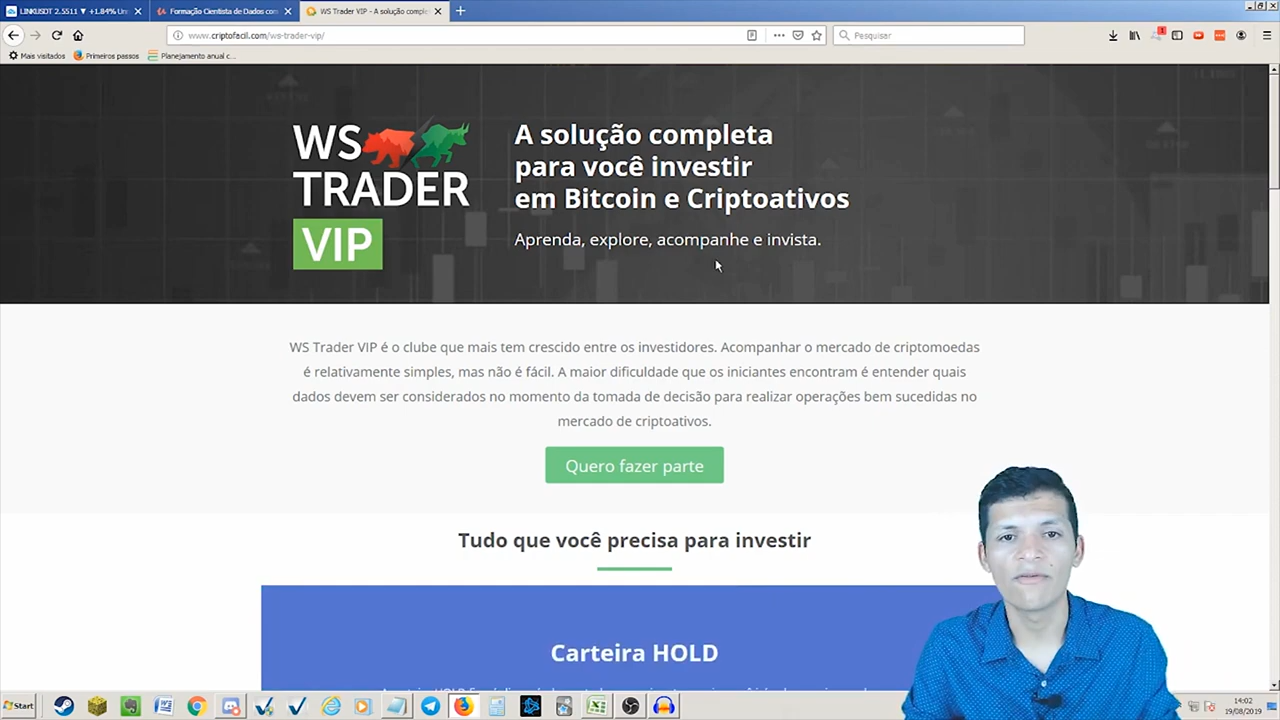 LINKUSDT 2.5511 ▼ +1.84% Un
Formação Cientista de Dados com
WS Trader VIP - A solução comple
www.criptofacil.com/ws-trader-vip/
Pesquisar
Mais visitados
Primeiros passos
Planejamento anual c...
WS
TRADER
VIP
A solução completa
para você investir
em Bitcoin e Criptoativos
Aprenda, explore, acompanhe e invista.
WS Trader VIP é o clube que mais tem crescido entre os investidores. Acompanhar o mercado de criptomoedas
é relativamente simples, mas não é fácil. A maior dificuldade que os iniciantes encontram é entender quais
dados devem ser considerados no momento da tomada de decisão para realizar operações bem sucedidas no
mercado de criptoativos.
Quero fazer parte
Tudo que você precisa para investir
Carteira HOLD
Start
14:02
19/08/2019